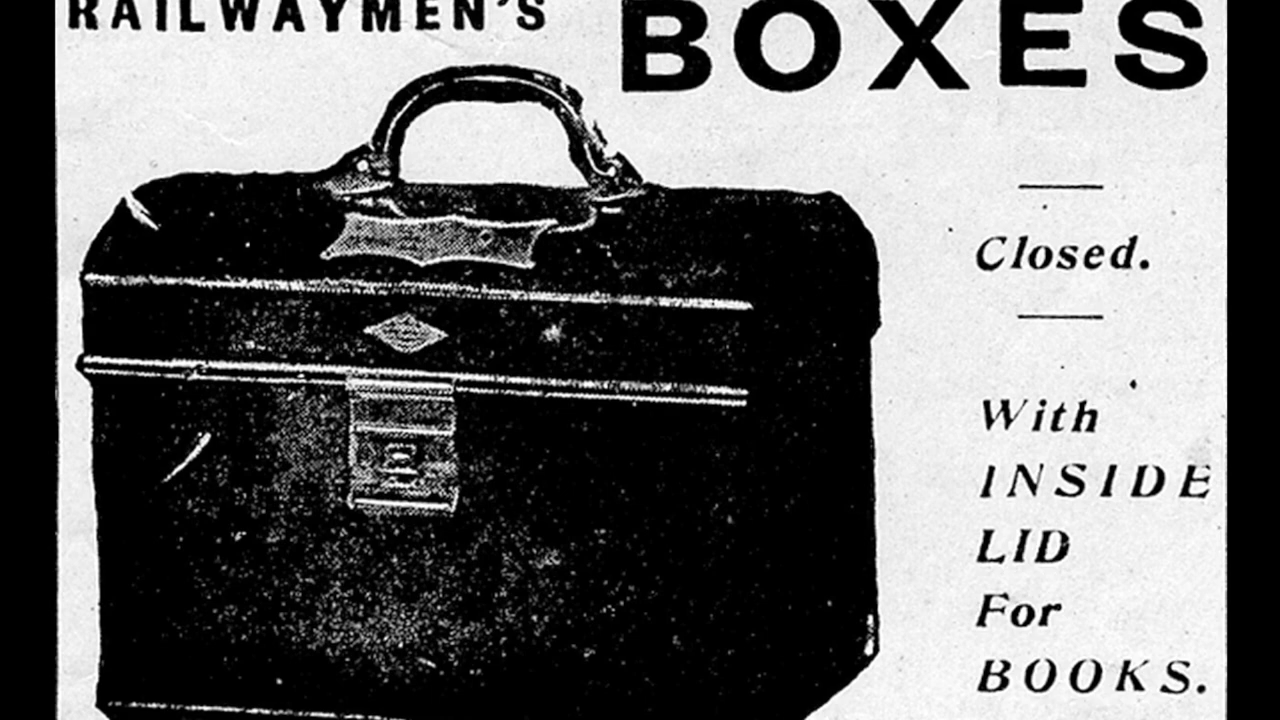 RAILWAYMEN'S BOXES
Closed.
With
INSIDE
LID
For
BOOKS.